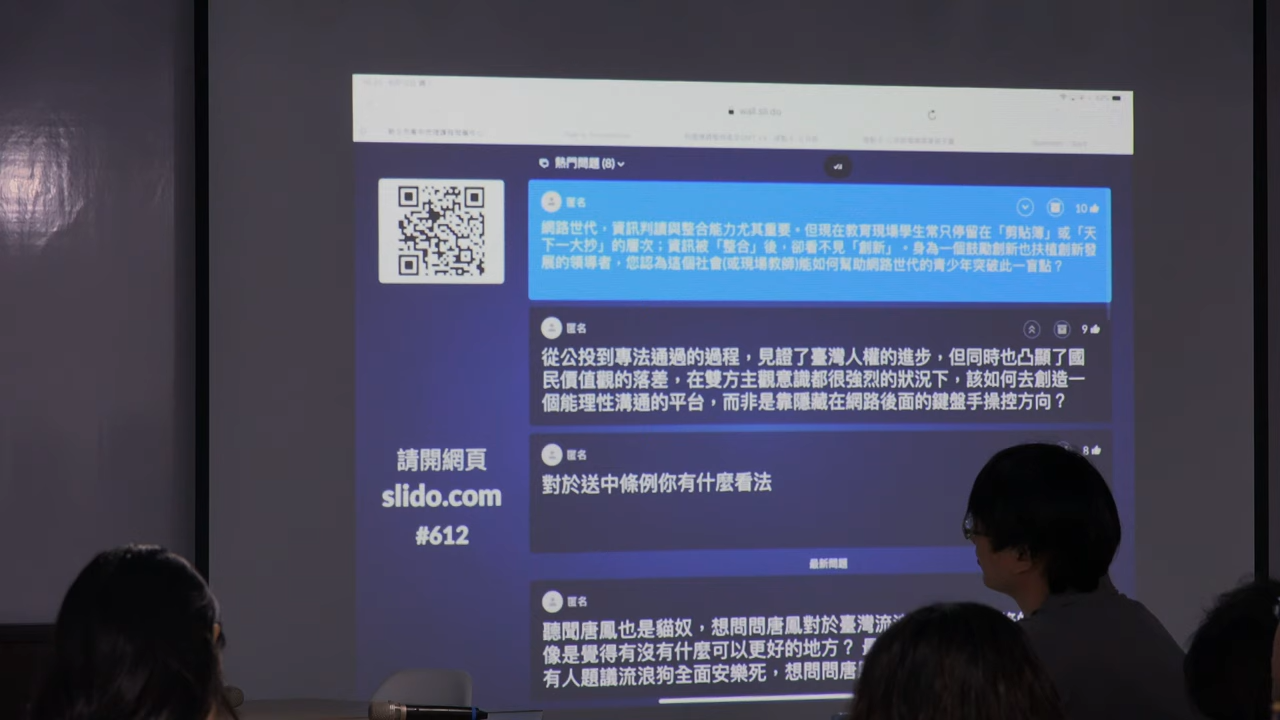 wall.sli.do
熱門問題 (8)
匿名
10
網路世代，資訊判讀與整合能力尤其重要。但現在教育現場學生常只停留在「剪貼簿」或「天
下一大抄」的層次；資訊被「整合」後，卻看不見「創新」。身為一個鼓勵創新也扶植創新發
展的領導者，您認為這個社會(或現場教師)能如何幫助網路世代的青少年突破此一盲點？
匿名
9
從公投到專法通過的過程，見證了臺灣人權的進步，但同時也凸顯了國
民價值觀的落差，在雙方主觀意識都很強烈的狀況下，該如何去創造一
個能理性溝通的平台，而非是靠隱藏在網路後面的鍵盤手操控方向？
匿名
8
對於送中條例你有什麼看法
請開網頁
slido.com
#612
最新問題
匿名
聽聞唐鳳也是貓奴，想問問唐鳳對於臺灣流
像是覺得有沒有什麼可以更好的地方？
有人題議流浪狗全面安樂死，想問問唐